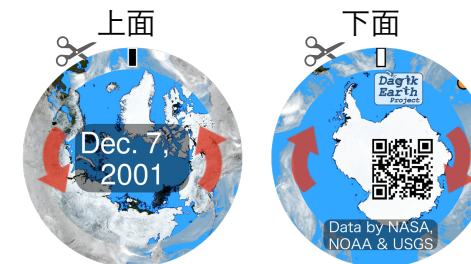 上面
下面
Dec. 7,
2001
Dagik
Earth
Project
Data by NASA,
NOAA & USGS